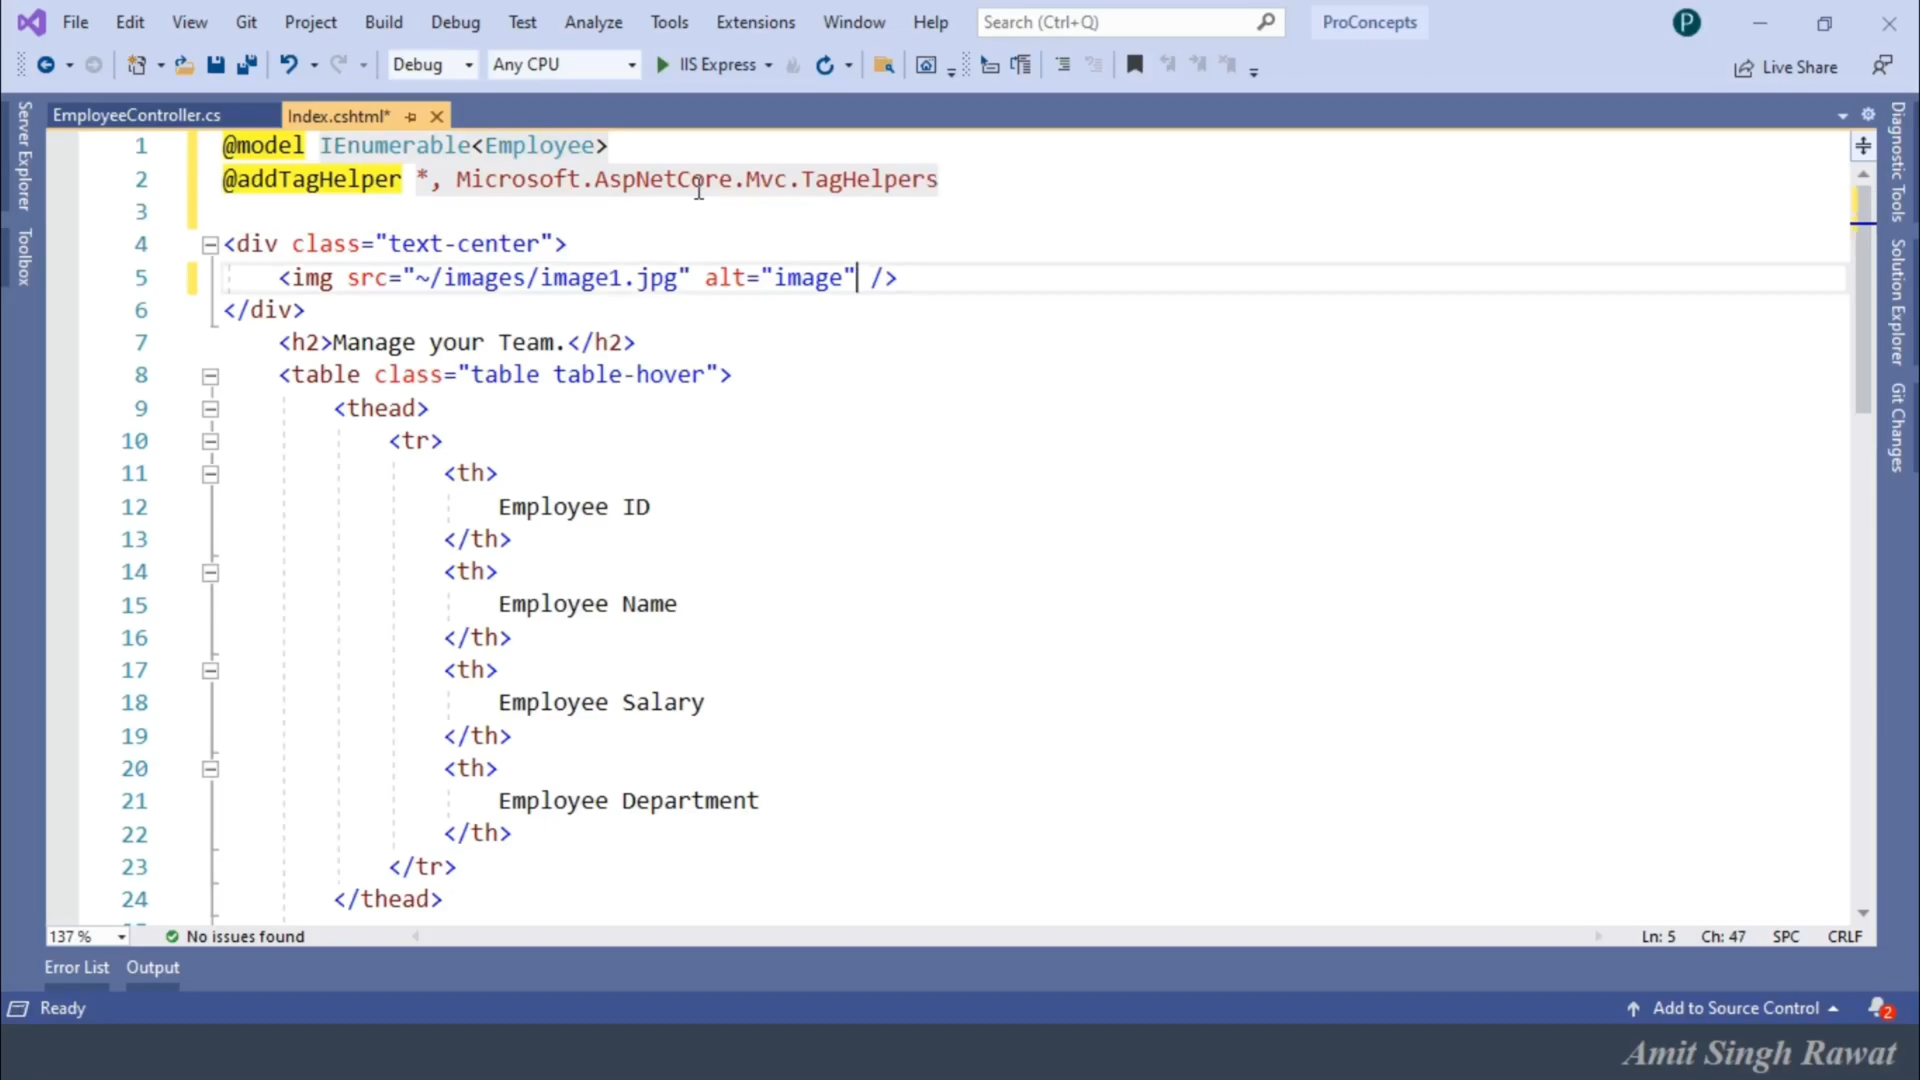 File Edit View Git Project Build Debug Test Analyze Tools Extensions Window Help Search (Ctrl+Q) ProConcepts P
Debug Any CPU IIS Express Live Share
EmployeeController.cs Index.cshtml*
Server Explorer
Toolbox
1 @model IEnumerable<Employee>
2 @addTagHelper *, Microsoft.AspNetCore.Mvc.TagHelpers
3
4 <div class="text-center">
5 <img src="~/images/image1.jpg" alt="image" />
6 </div>
7 <h2>Manage your Team.</h2>
8 <table class="table table-hover">
9 <thead>
10 <tr>
11 <th>
12 Employee ID
13 </th>
14 <th>
15 Employee Name
16 </th>
17 <th>
18 Employee Salary
19 </th>
20 <th>
21 Employee Department
22 </th>
23 </tr>
24 </thead>
Diagnostic Tools
Solution Explorer
Git Changes
137 % No issues found Ln: 5 Ch: 47 SPC CRLF
Error List Output
Ready Add to Source Control 2
Amit Singh Rawat